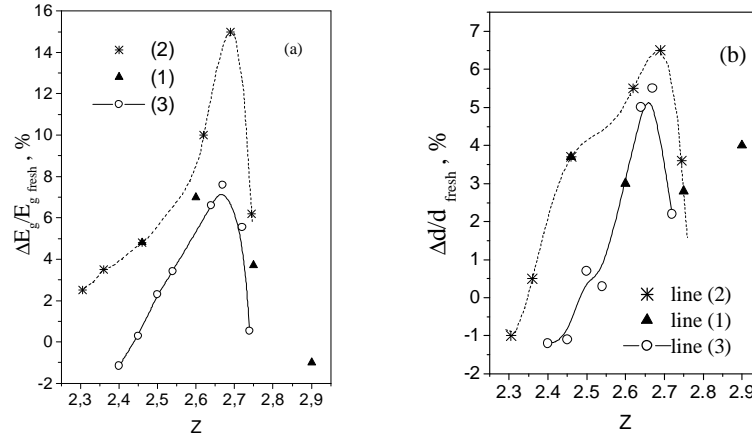 (a)
(2)
(1)
(3)
16
14
12
10
8
6
4
2
0
-2
ΔE_g/E_g fresh , %
2,3 2,4 2,5 2,6 2,7 2,8 2,9
Z
(b)
7
6
5
4
3
2
1
0
-1
-2
Δd/d fresh , %
line (2)
line (1)
line (3)
2.3 2.4 2.5 2.6 2.7 2.8 2.9
Z